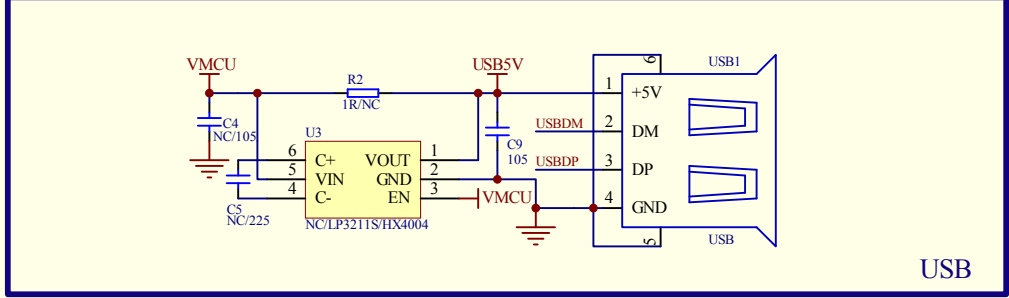 VMCU
R2
1R/NC
USB5V
USB1
6
1
+5V
C4
NC/105
U3
USBDM
2
DM
C9
105
6
C+
VOUT
1
5
VIN
GND
2
USBDP
3
DP
4
C-
EN
3
VMCU
4
GND
C5
NC/225
NC/LP3211S/HX4004
5
USB
USB